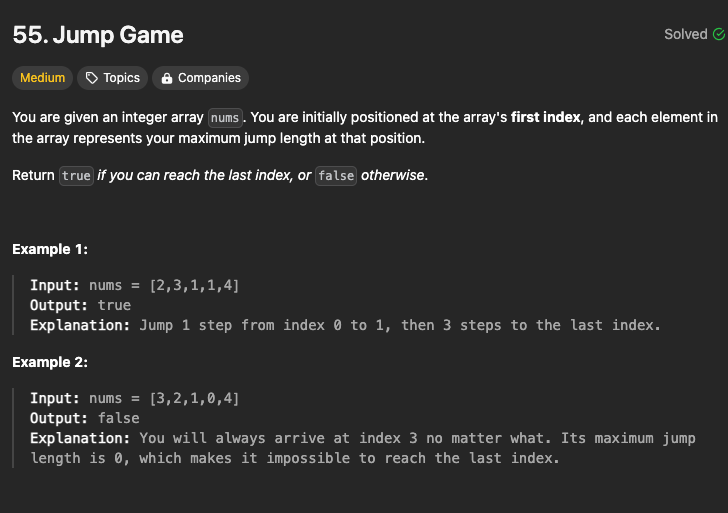 55. Jump Game
Solved
Medium Topics Companies
You are given an integer array nums. You are initially positioned at the array's first index, and each element in
the array represents your maximum jump length at that position.
Return true if you can reach the last index, or false otherwise.
Example 1:
Input: nums = [2,3,1,1,4]
Output: true
Explanation: Jump 1 step from index 0 to 1, then 3 steps to the last index.
Example 2:
Input: nums = [3,2,1,0,4]
Output: false
Explanation: You will always arrive at index 3 no matter what. Its maximum jump
length is 0, which makes it impossible to reach the last index.